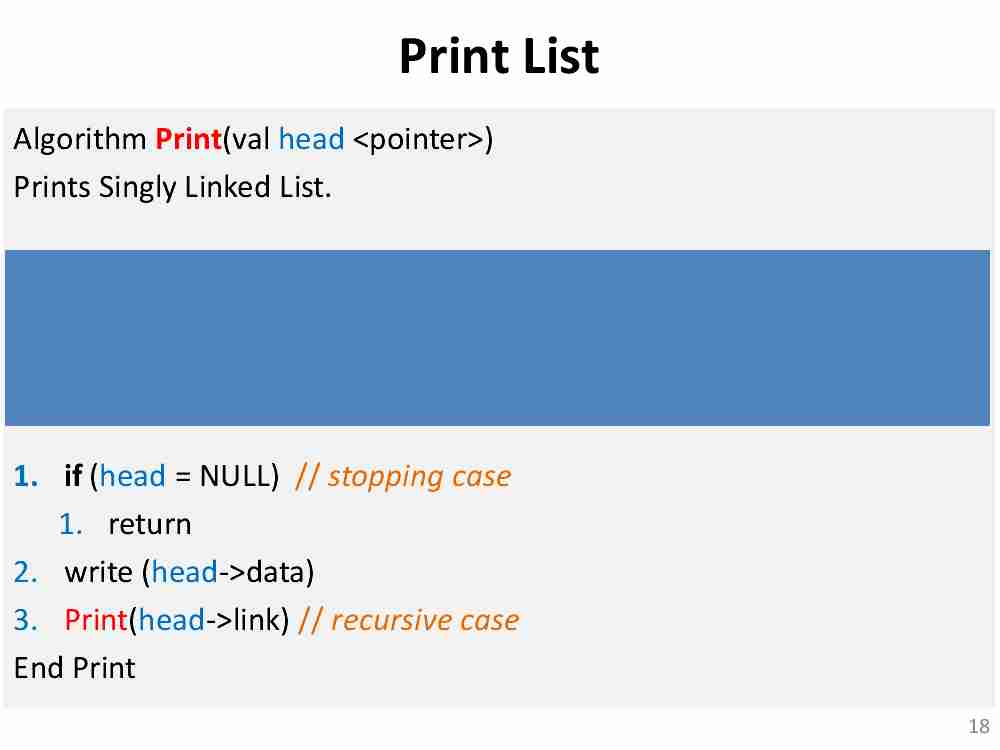 Print List
Algorithm Print(val head <pointer>)
Prints Singly Linked List.
1. if (head = NULL) // stopping case
1. return
2. write (head->data)
3. Print(head->link) // recursive case
End Print
18